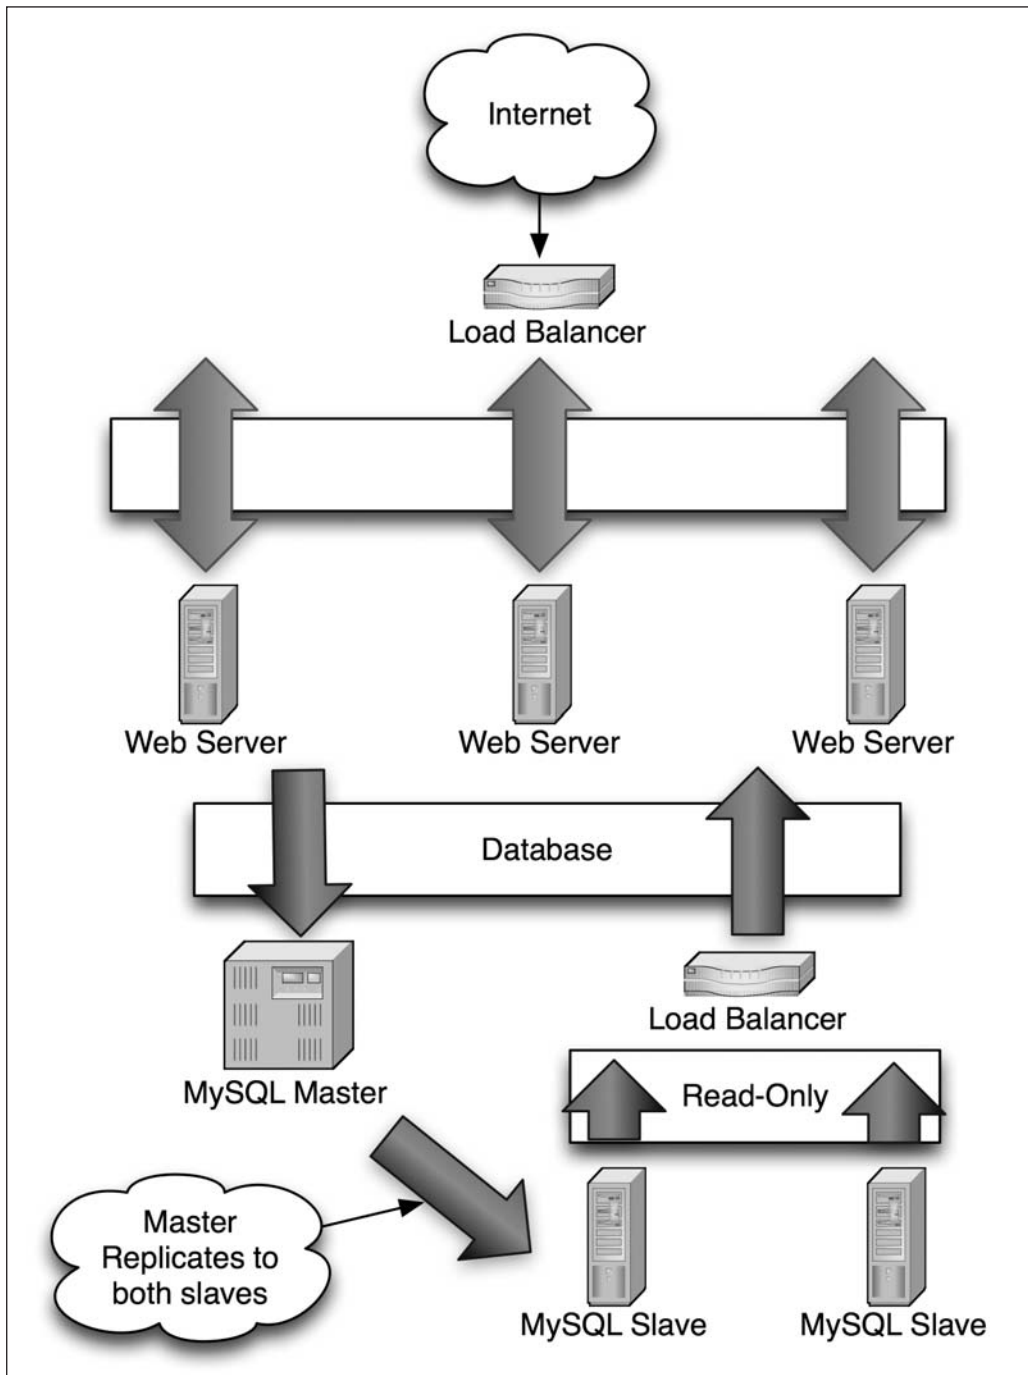 Internet
Load Balancer
Web Server
Web Server
Web Server
Database
Load Balancer
MySQL Master
Read-Only
Master
Replicates to
both slaves
MySQL Slave
MySQL Slave